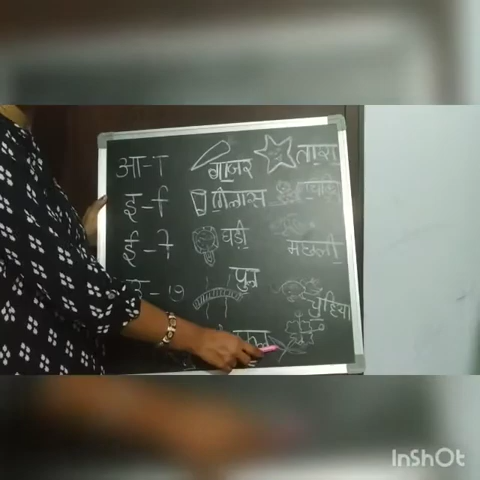 आ-ा गाजर तारा
इ-ि गिलास
ई-ी घड़ी मछली
पुल
चुहिया
फूल
InShOt